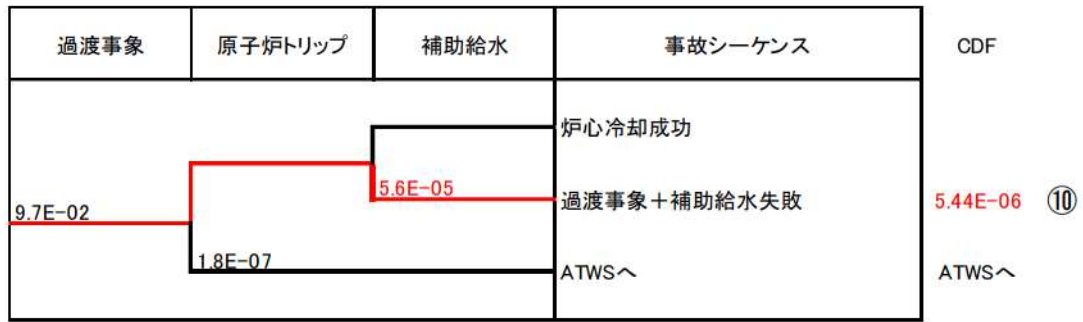 過渡事象 原子炉トリップ 補助給水 事故シーケンス CDF
炉心冷却成功
5.6E-05 過渡事象+補助給水失敗 5.44E-06 ⑩
9.7E-02
1.8E-07 ATWSへ ATWSへ